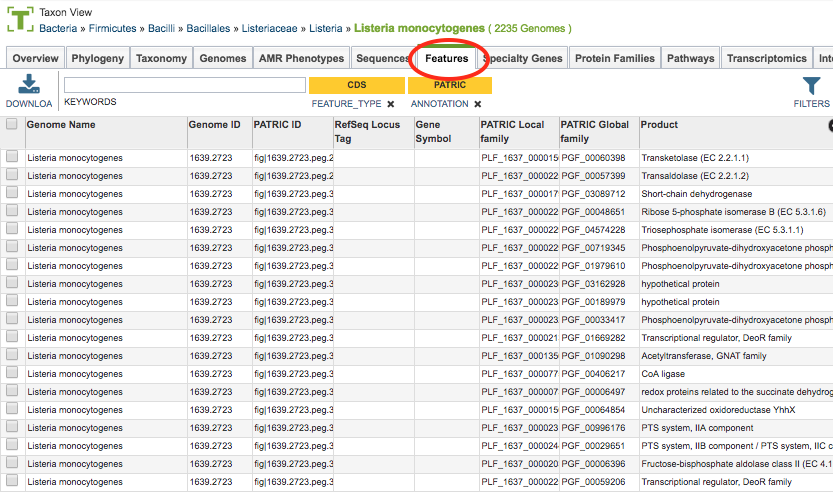 Taxon View
Bacteria » Firmicutes » Bacilli » Bacillales » Listeriaceae » Listeria » Listeria monocytogenes ( 2235 Genomes )
Overview Phylogeny Taxonomy Genomes AMR Phenotypes Sequences Features Specialty Genes Protein Families Pathways Transcriptomics Inte
CDS PATRIC
DOWNLOA KEYWORDS FEATURE_TYPE ✖ ANNOTATION ✖ FILTERS
Genome Name Genome ID PATRIC ID RefSeq Locus Tag Gene Symbol PATRIC Local family PATRIC Global family Product
Listeria monocytogenes 1639.2723 fig|1639.2723.peg.2 PLF_1637_0000150 PGF_00060398 Transketolase (EC 2.2.1.1)
Listeria monocytogenes 1639.2723 fig|1639.2723.peg.2 PLF_1637_000022 PGF_00057399 Transaldolase (EC 2.2.1.2)
Listeria monocytogenes 1639.2723 fig|1639.2723.peg.3 PLF_1637_000017 PGF_03089712 Short-chain dehydrogenase
Listeria monocytogenes 1639.2723 fig|1639.2723.peg.3 PLF_1637_000022 PGF_00048651 Ribose 5-phosphate isomerase B (EC 5.3.1.6)
Listeria monocytogenes 1639.2723 fig|1639.2723.peg.3 PLF_1637_000022 PGF_04574228 Triosephosphate isomerase (EC 5.3.1.1)
Listeria monocytogenes 1639.2723 fig|1639.2723.peg.3 PLF_1637_000022 PGF_00719345 Phosphoenolpyruvate-dihydroxyacetone phosph
Listeria monocytogenes 1639.2723 fig|1639.2723.peg.3 PLF_1637_000022 PGF_01979610 Phosphoenolpyruvate-dihydroxyacetone phosph
Listeria monocytogenes 1639.2723 fig|1639.2723.peg.3 PLF_1637_000023 PGF_03162928 hypothetical protein
Listeria monocytogenes 1639.2723 fig|1639.2723.peg.3 PLF_1637_000023 PGF_00189979 hypothetical protein
Listeria monocytogenes 1639.2723 fig|1639.2723.peg.3 PLF_1637_000023 PGF_00033417 Phosphoenolpyruvate-dihydroxyacetone phosph
Listeria monocytogenes 1639.2723 fig|1639.2723.peg.3 PLF_1637_000021 PGF_01669282 Transcriptional regulator, DeoR family
Listeria monocytogenes 1639.2723 fig|1639.2723.peg.3 PLF_1637_000135 PGF_01090298 Acetyltransferase, GNAT family
Listeria monocytogenes 1639.2723 fig|1639.2723.peg.3 PLF_1637_000077 PGF_00406217 CoA ligase
Listeria monocytogenes 1639.2723 fig|1639.2723.peg.3 PLF_1637_000007 PGF_00006497 redox proteins related to the succinate dehydrog
Listeria monocytogenes 1639.2723 fig|1639.2723.peg.3 PLF_1637_000015 PGF_00064854 Uncharacterized oxidoreductase YhhX
Listeria monocytogenes 1639.2723 fig|1639.2723.peg.3 PLF_1637_000023 PGF_00996176 PTS system, IIA component
Listeria monocytogenes 1639.2723 fig|1639.2723.peg.3 PLF_1637_000024 PGF_00029651 PTS system, IIB component / PTS system, IIC c
Listeria monocytogenes 1639.2723 fig|1639.2723.peg.3 PLF_1637_000020 PGF_00006396 Fructose-bisphosphate aldolase class II (EC 4.1
Listeria monocytogenes 1639.2723 fig|1639.2723.peg.3 PLF_1637_000022 PGF_00059206 Transcriptional regulator, DeoR family